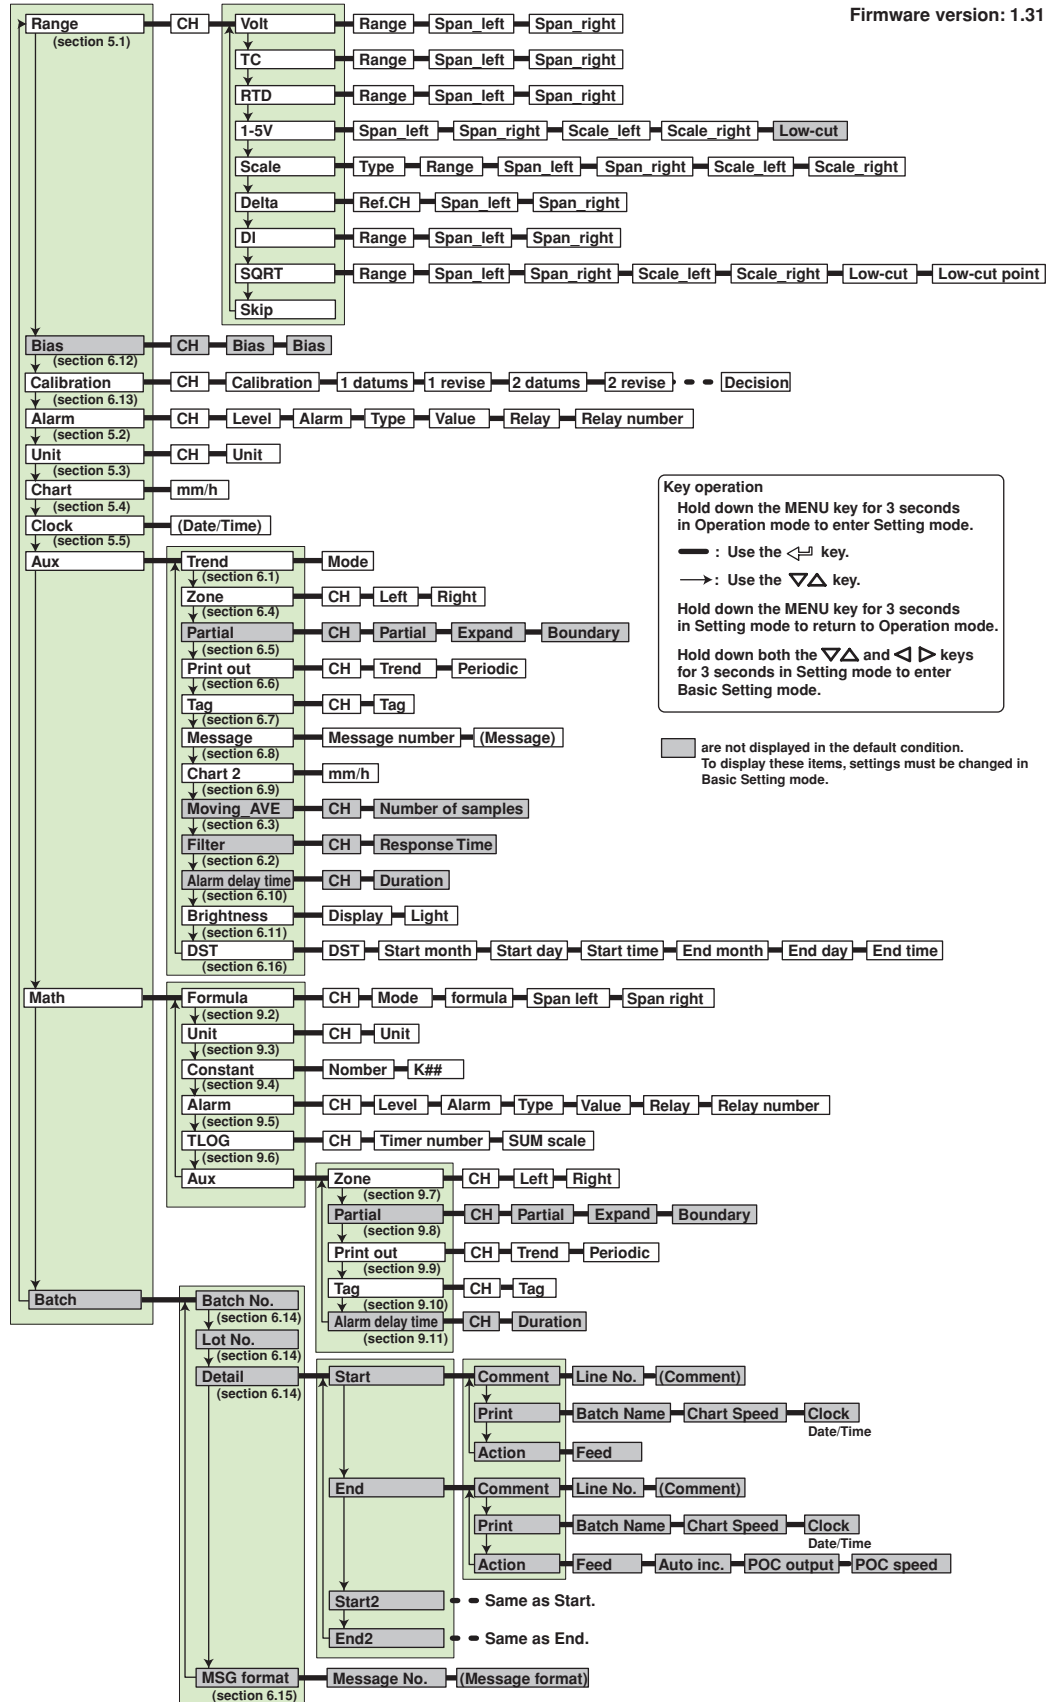 Firmware version: 1.31
Range CH Volt Range Span_left Span_right
(section 5.1)
TC Range Span_left Span_right
RTD Range Span_left Span_right
1-5V Span_left Span_right Scale_left Scale_right Low-cut
Scale Type Range Span_left Span_right Scale_left Scale_right
Delta Ref.CH Span_left Span_right
DI Range Span_left Span_right
SQRT Range Span_left Span_right Scale_left Scale_right Low-cut Low-cut point
Skip
Bias CH Bias Bias
(section 6.12)
Calibration CH Calibration 1 datums 1 revise 2 datums 2 revise Decision
(section 6.13)
Alarm CH Level Alarm Type Value Relay Relay number
(section 5.2)
Unit CH Unit
(section 5.3)
Chart mm/h
(section 5.4)
Clock (Date/Time)
(section 5.5)
Key operation
Hold down the MENU key for 3 seconds
in Operation mode to enter Setting mode.
: Use the key.
: Use the key.
Hold down the MENU key for 3 seconds
in Setting mode to return to Operation mode.
Hold down both the and keys
for 3 seconds in Setting mode to enter
Basic Setting mode.
are not displayed in the default condition.
To display these items, settings must be changed in
Basic Setting mode.
Aux Trend Mode
(section 6.1)
Zone CH Left Right
(section 6.4)
Partial CH Partial Expand Boundary
(section 6.5)
Print out CH Trend Periodic
(section 6.6)
Tag CH Tag
(section 6.7)
Message Message number (Message)
(section 6.8)
Chart 2 mm/h
(section 6.9)
Moving_AVE CH Number of samples
(section 6.3)
Filter CH Response Time
(section 6.2)
Alarm delay time CH Duration
(section 6.10)
Brightness Display Light
(section 6.11)
DST DST Start month Start day Start time End month End day End time
(section 6.16)
Math Formula CH Mode formula Span left Span right
(section 9.2)
Unit CH Unit
(section 9.3)
Constant Nomber K##
(section 9.4)
Alarm CH Level Alarm Type Value Relay Relay number
(section 9.5)
TLOG CH Timer number SUM scale
(section 9.6)
Aux Zone CH Left Right
(section 9.7)
Partial CH Partial Expand Boundary
(section 9.8)
Print out CH Trend Periodic
(section 9.9)
Tag CH Tag
(section 9.10)
Alarm delay time CH Duration
(section 9.11)
Batch Batch No.
(section 6.14)
Lot No.
(section 6.14)
Detail Start Comment Line No. (Comment)
(section 6.14)
Print Batch Name Chart Speed Clock
Date/Time
Action Feed
End Comment Line No. (Comment)
Print Batch Name Chart Speed Clock
Date/Time
Action Feed Auto inc. POC output POC speed
Start2 Same as Start.
End2 Same as End.
MSG format Message No. (Message format)
(section 6.15)